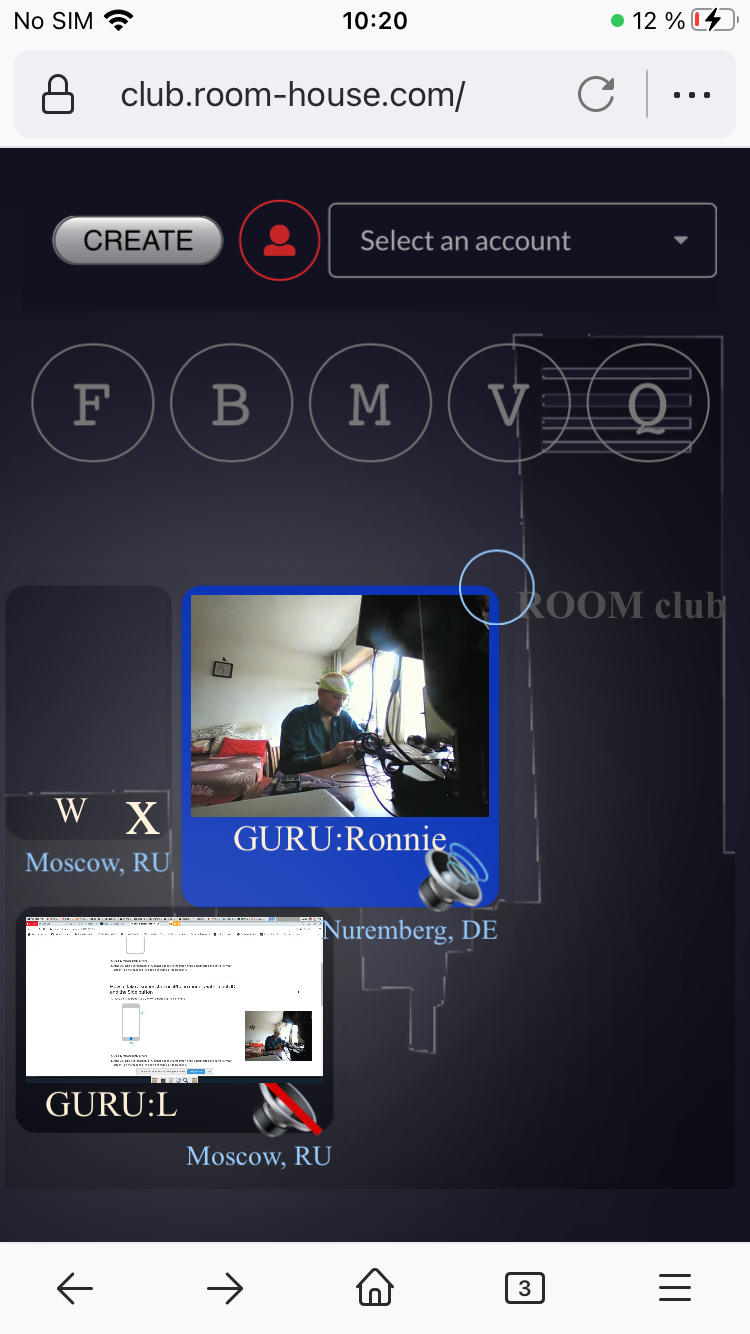 No SIM 10:20 12 %
club.room-house.com/
CREATE Select an account
F B M V Q
ROOM club
W X
GURU:Ronnie
Moscow, RU
Nuremberg, DE
GURU:L
Moscow, RU
3